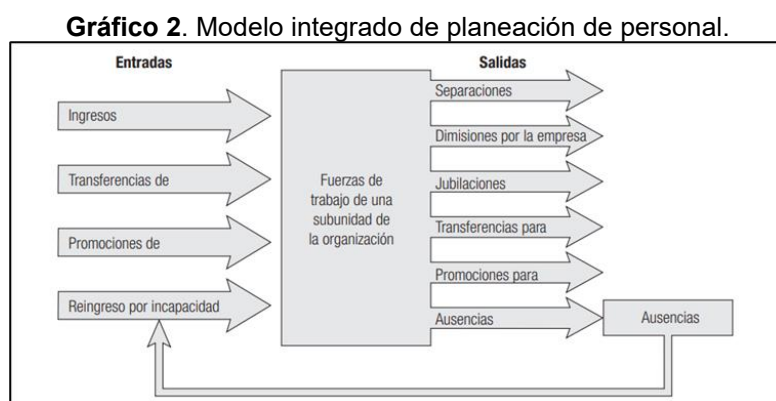 Gráfico 2. Modelo integrado de planeación de personal.
Entradas
Salidas
Ingresos
Transferencias de
Promociones de
Reingreso por incapacidad
Fuerzas de
trabajo de una
subunidad de
la organización
Separaciones
Dimisiones por la empresa
Jubilaciones
Transferencias para
Promociones para
Ausencias
Ausencias